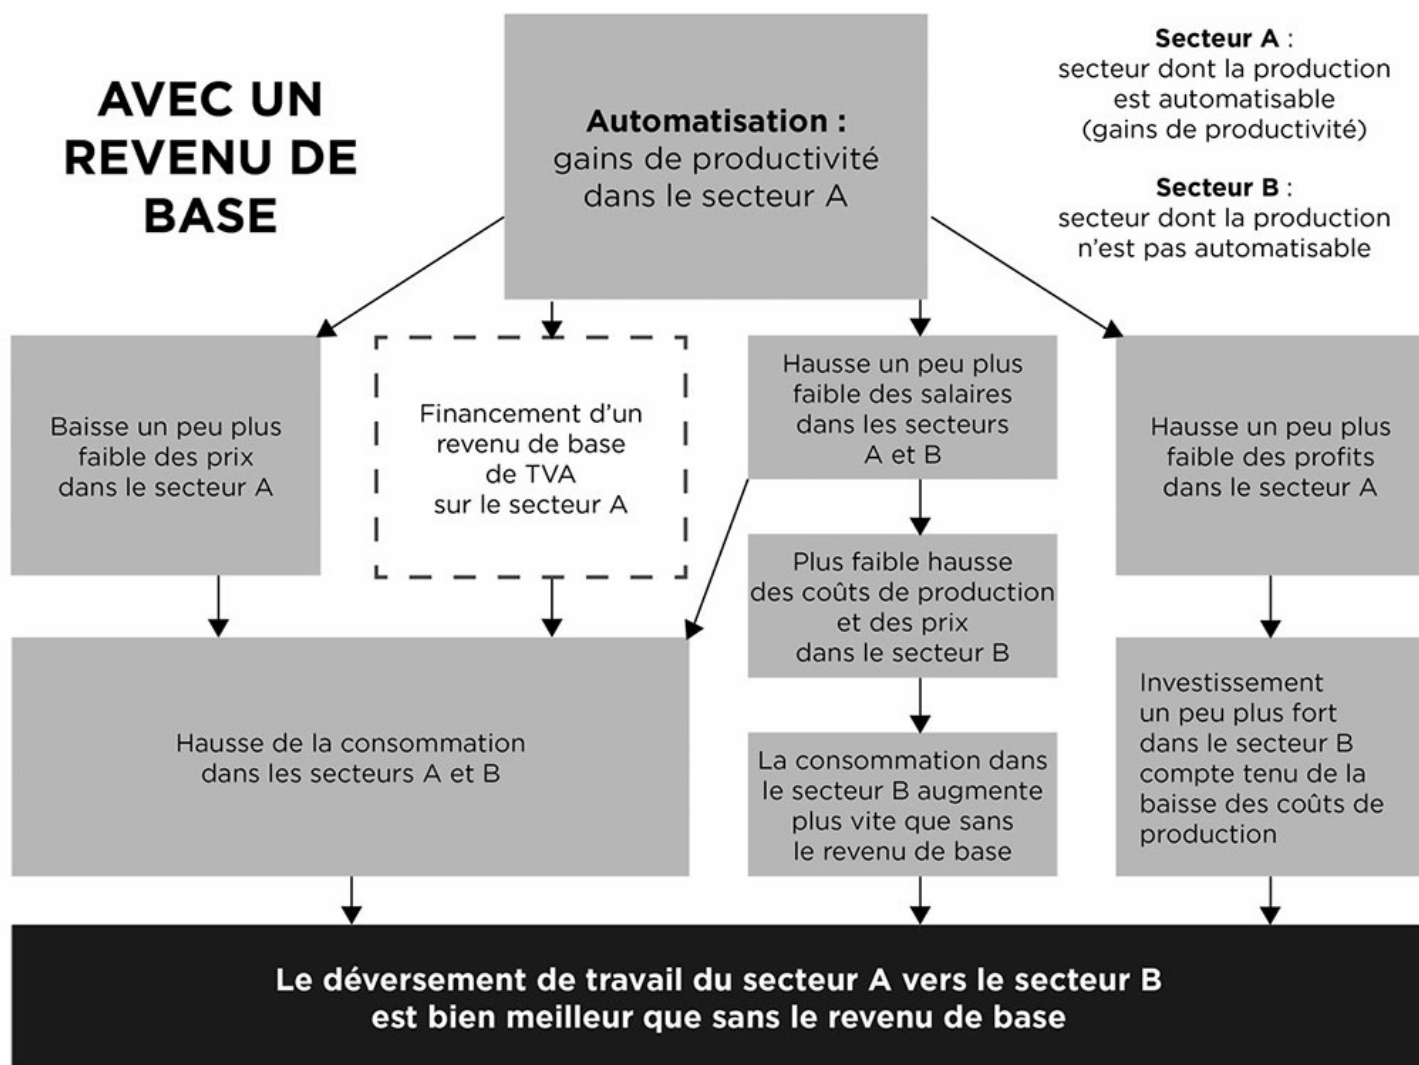 AVEC UN
REVENU DE
BASE
Automatisation :
gains de productivité
dans le secteur A
Secteur A :
secteur dont la production
est automatisable
(gains de productivité)
Secteur B :
secteur dont la production
n’est pas automatisable
Baisse un peu plus
faible des prix
dans le secteur A
Financement d’un
revenu de base
de TVA
sur le secteur A
Hausse un peu plus
faible des salaires
dans les secteurs
A et B
Hausse un peu plus
faible des profits
dans le secteur A
Plus faible hausse
des coûts de production
et des prix
dans le secteur B
Hausse de la consommation
dans les secteurs A et B
La consommation dans
le secteur B augmente
plus vite que sans
le revenu de base
Investissement
un peu plus fort
dans le secteur B
compte tenu de la
baisse des coûts de
production
Le déversement de travail du secteur A vers le secteur B
est bien meilleur que sans le revenu de base